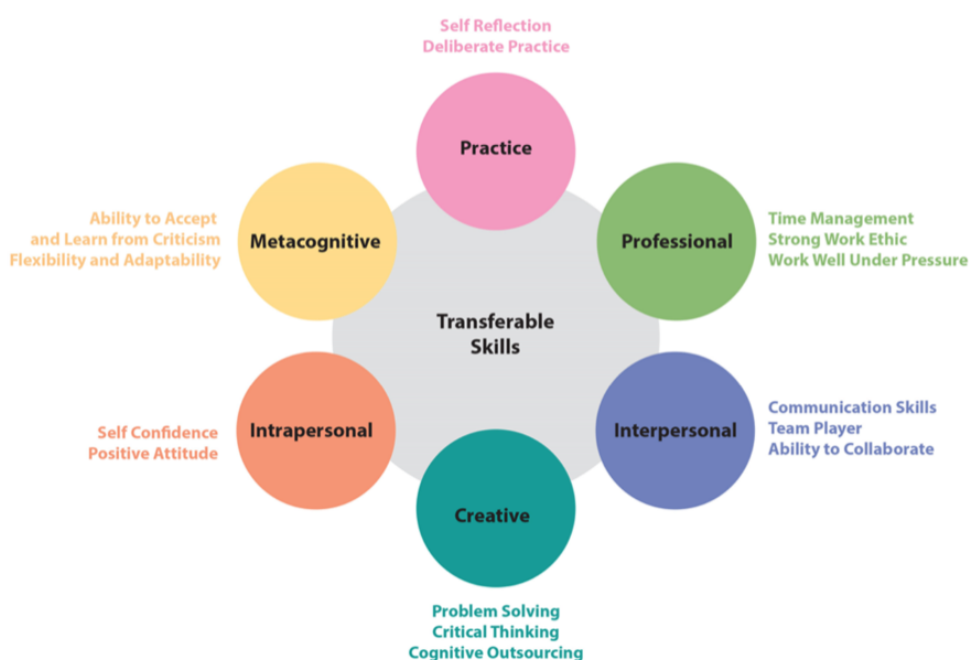 Self Reflection
Deliberate Practice
Practice
Metacognitive
Ability to Accept
and Learn from Criticism
Flexibility and Adaptability
Professional
Time Management
Strong Work Ethic
Work Well Under Pressure
Transferable
Skills
Intrapersonal
Self Confidence
Positive Attitude
Interpersonal
Communication Skills
Team Player
Ability to Collaborate
Creative
Problem Solving
Critical Thinking
Cognitive Outsourcing